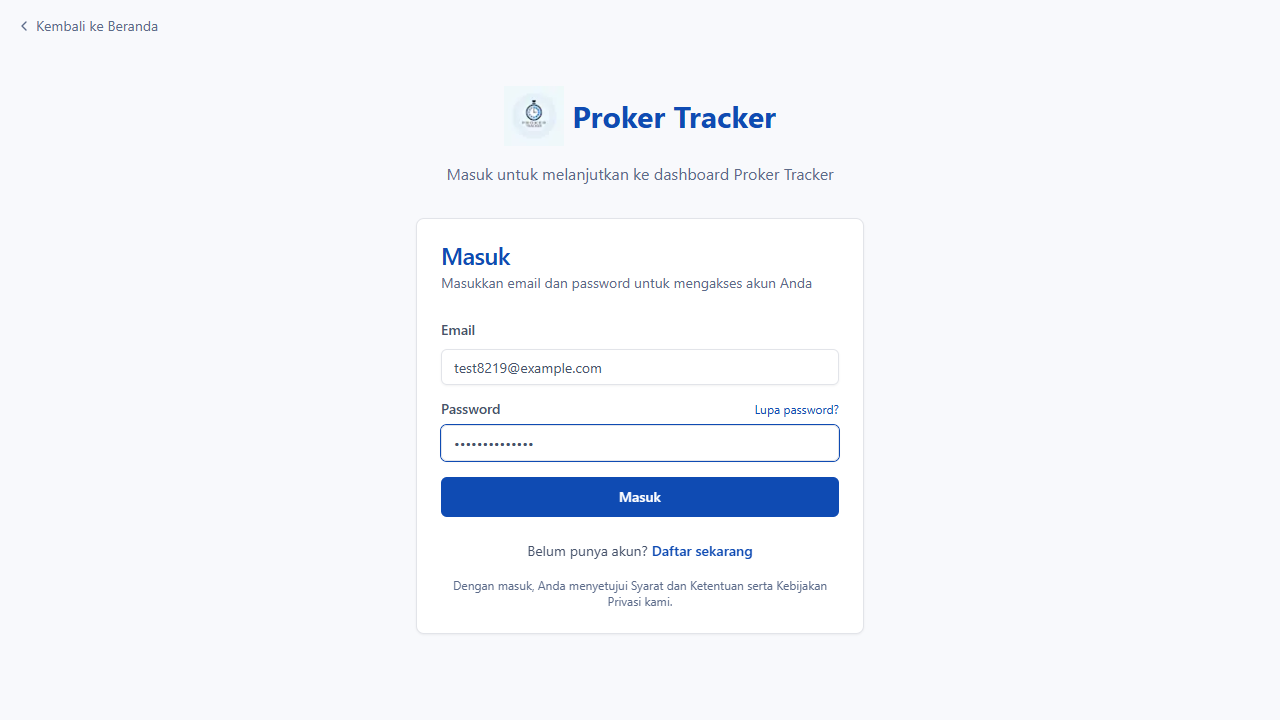 Kembali ke Beranda
Proker Tracker
Masuk untuk melanjutkan ke dashboard Proker Tracker
Masuk
Masukkan email dan password untuk mengakses akun Anda
Email
test8219@example.com
Password
Lupa password?
••••••••••••••
Masuk
Belum punya akun? Daftar sekarang
Dengan masuk, Anda menyetujui Syarat dan Ketentuan serta Kebijakan
Privasi kami.